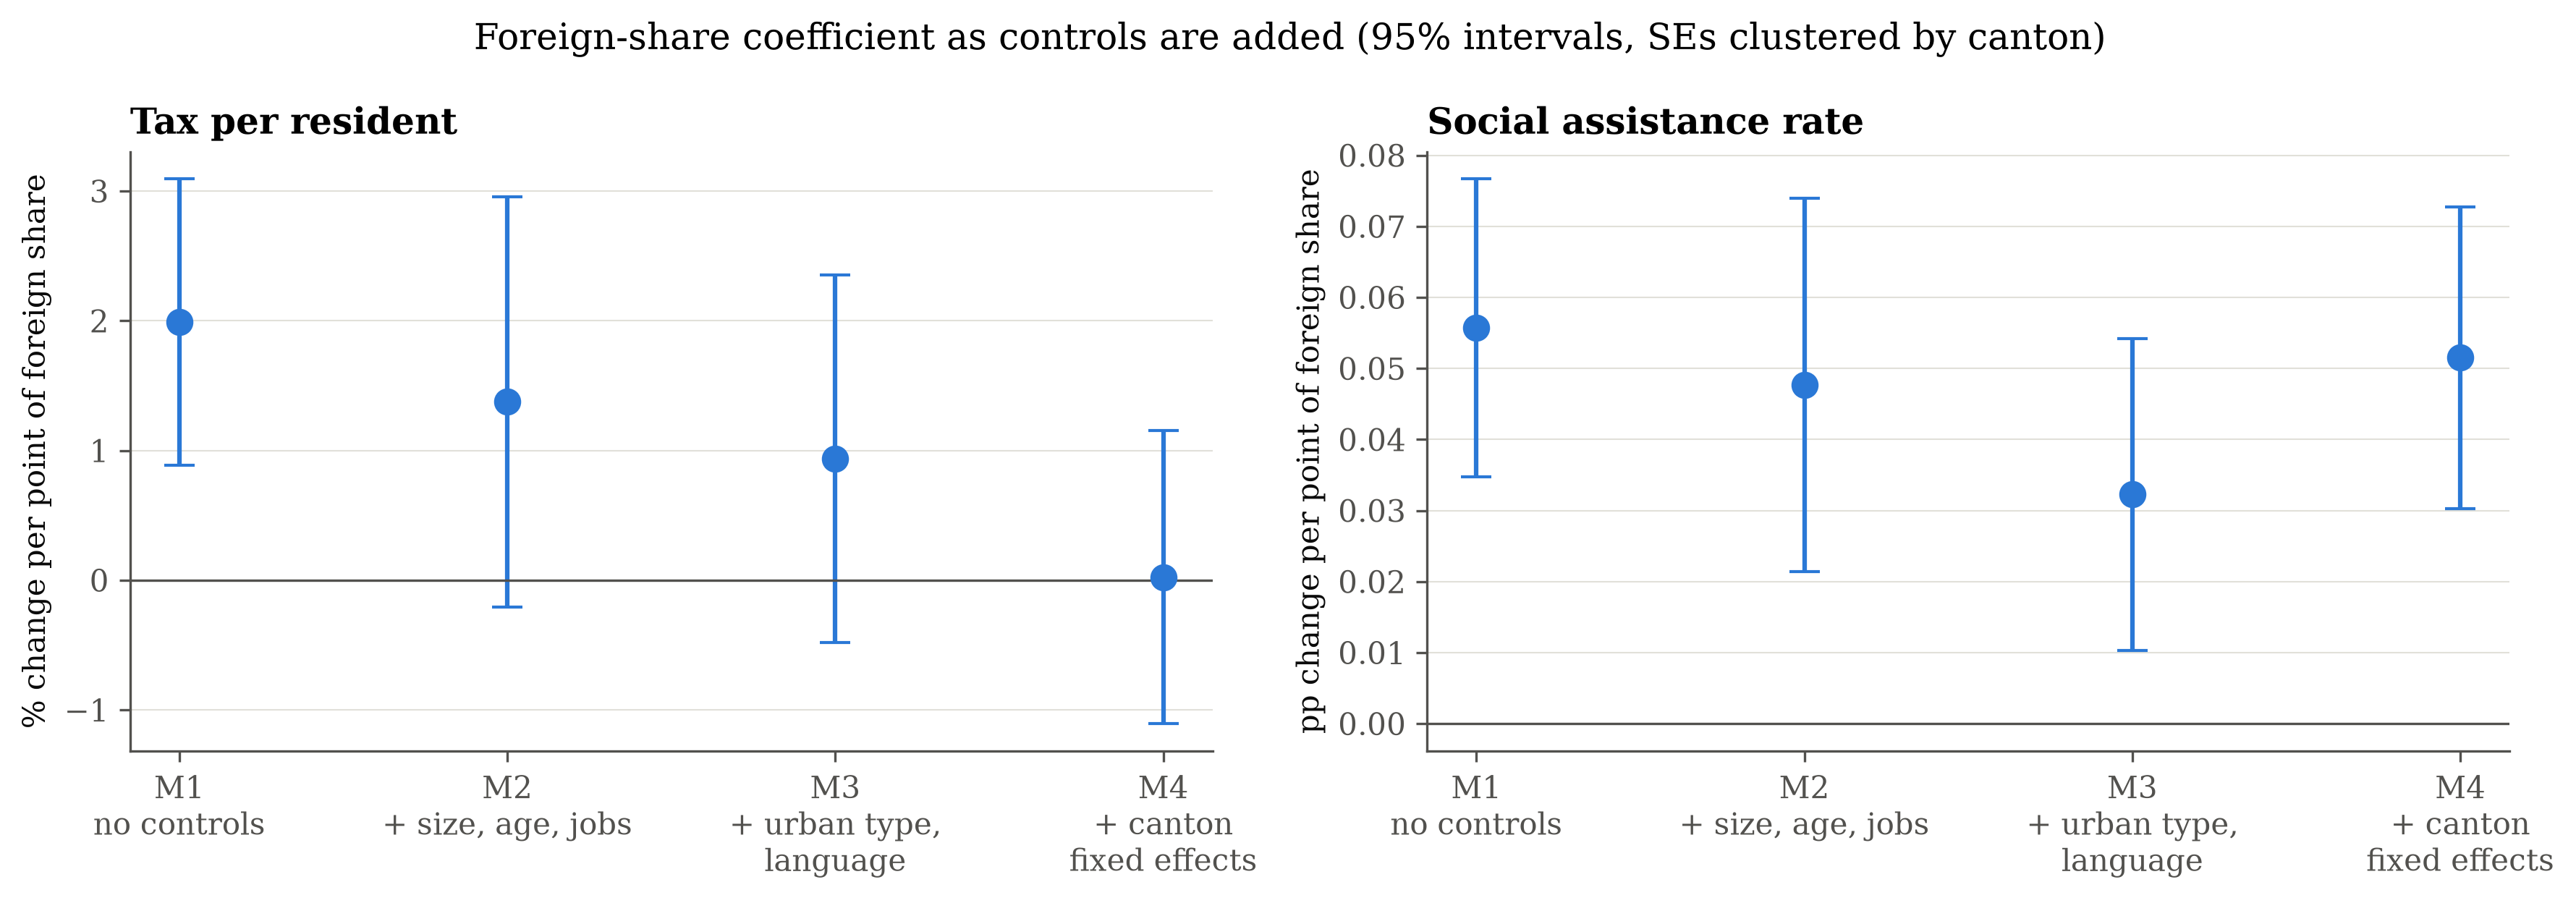 Foreign-share coefficient as controls are added (95% intervals, SEs clustered by canton)
Tax per resident
% change per point of foreign share
3
2
1
0
−1
M1
no controls
M2
+ size, age, jobs
M3
+ urban type,
language
M4
+ canton
fixed effects
Social assistance rate
pp change per point of foreign share
0.08
0.07
0.06
0.05
0.04
0.03
0.02
0.01
0.00
M1
no controls
M2
+ size, age, jobs
M3
+ urban type,
language
M4
+ canton
fixed effects